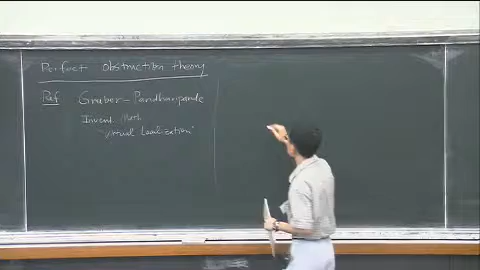 Perfect Obstruction theory
Ref Graber-Pandharipande
Invent Math
"Virtual Localization"